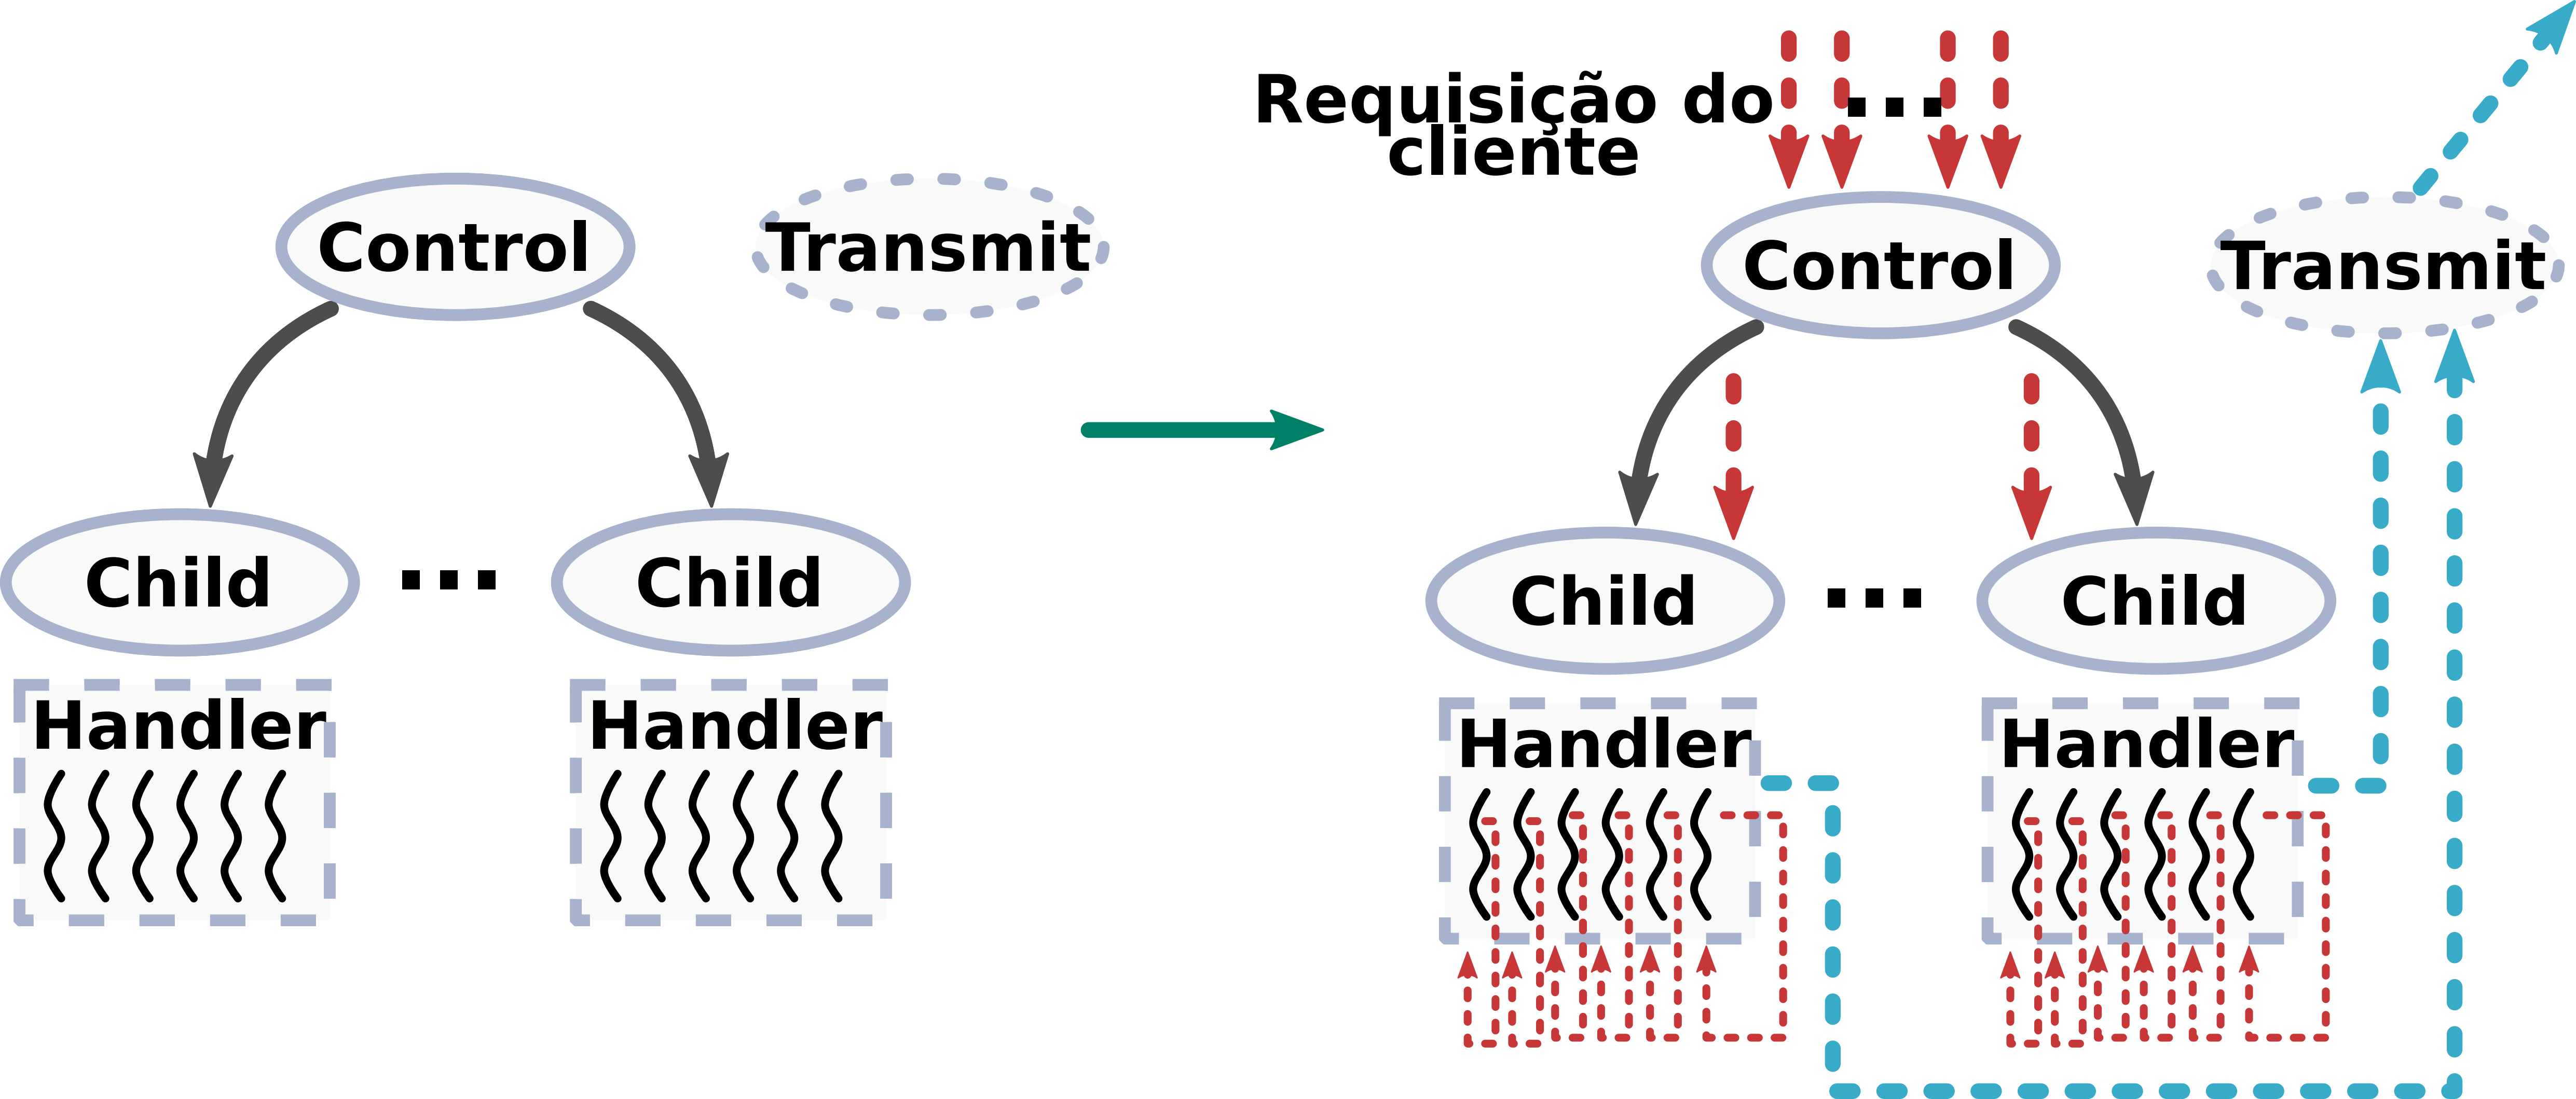 Control
Transmit
Child
...
Child
Handler
Handler
Requisição do
cliente
...
Control
Transmit
Child
...
Child
Handler
Handler